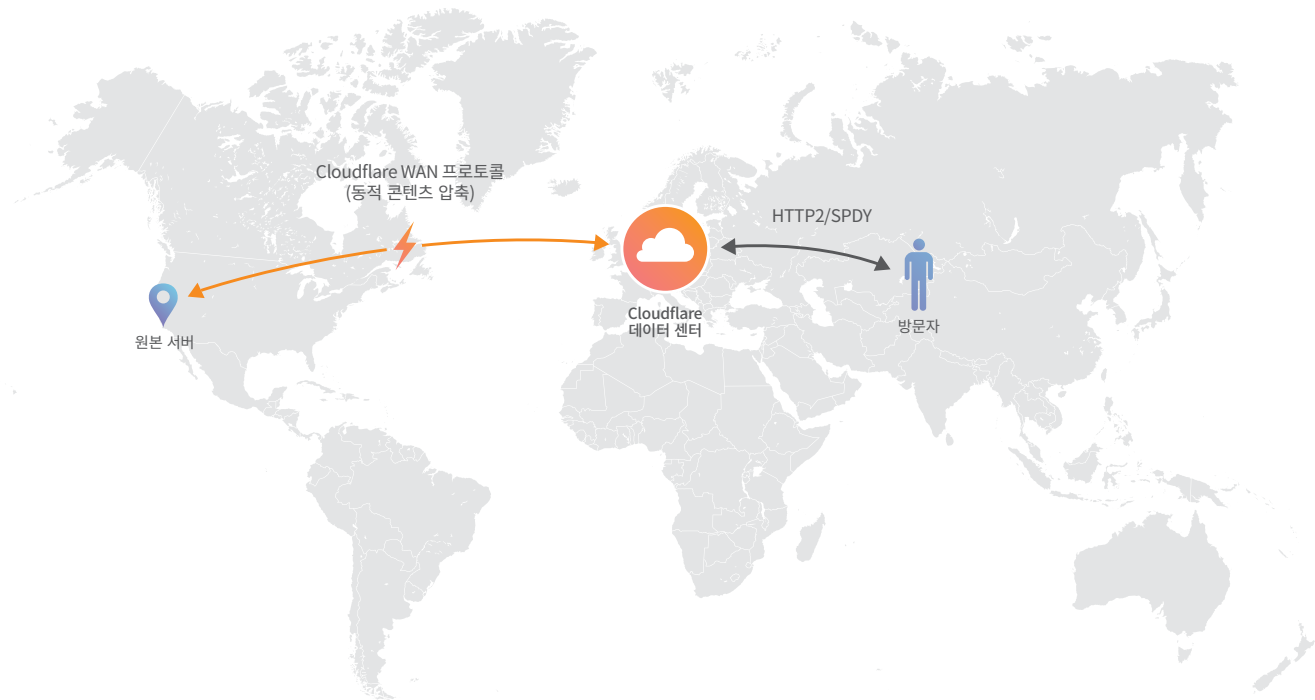 Cloudflare WAN 프로토콜
(동적 콘텐츠 압축)
HTTP2/SPDY
원본 서버
Cloudflare
데이터 센터
방문자